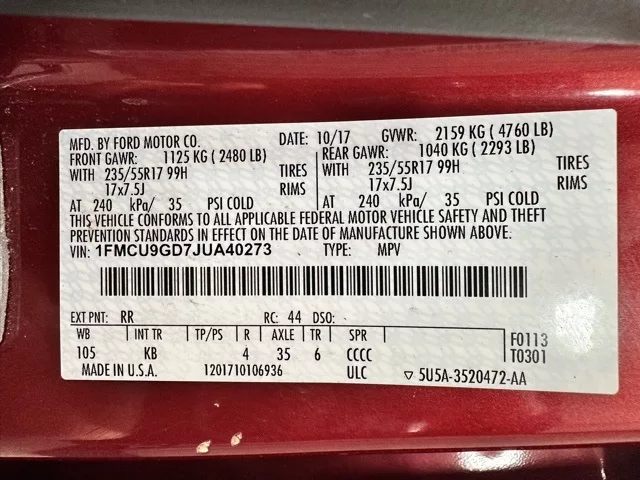 MFD. BY FORD MOTOR CO. DATE: 10/17 GVWR: 2159 KG ( 4760 LB)
FRONT GAWR: 1125 KG ( 2480 LB) REAR GAWR: 1040 KG ( 2293 LB)
WITH 235/55R17 99H TIRES WITH 235/55R17 99H TIRES
17x7.5J RIMS 17x7.5J RIMS
AT 240 kPa/ 35 PSI COLD AT 240 kPa/ 35 PSI COLD
THIS VEHICLE CONFORMS TO ALL APPLICABLE FEDERAL MOTOR VEHICLE SAFETY AND THEFT
PREVENTION STANDARDS IN EFFECT ON THE DATE OF MANUFACTURE SHOWN ABOVE.
VIN: 1FMCU9GD7JUA40273 TYPE: MPV
EXT PNT: RR RC: 44 DSO:
WB INT TR TP/PS R AXLE TR SPR F0113
105 KB 4 35 6 CCCC T0301
MADE IN U.S.A. 1201710106936 ULC ▽ 5U5A-3520472-AA